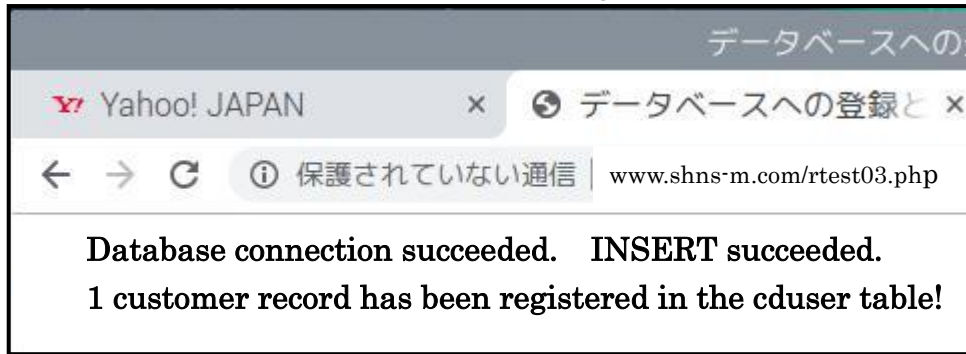 データベースへの
Y! Yahoo! JAPAN × データベースへの登録と ×
保護されていない通信 | www.shns-m.com/rtest03.php
Database connection succeeded. INSERT succeeded.
1 customer record has been registered in the cduser table!